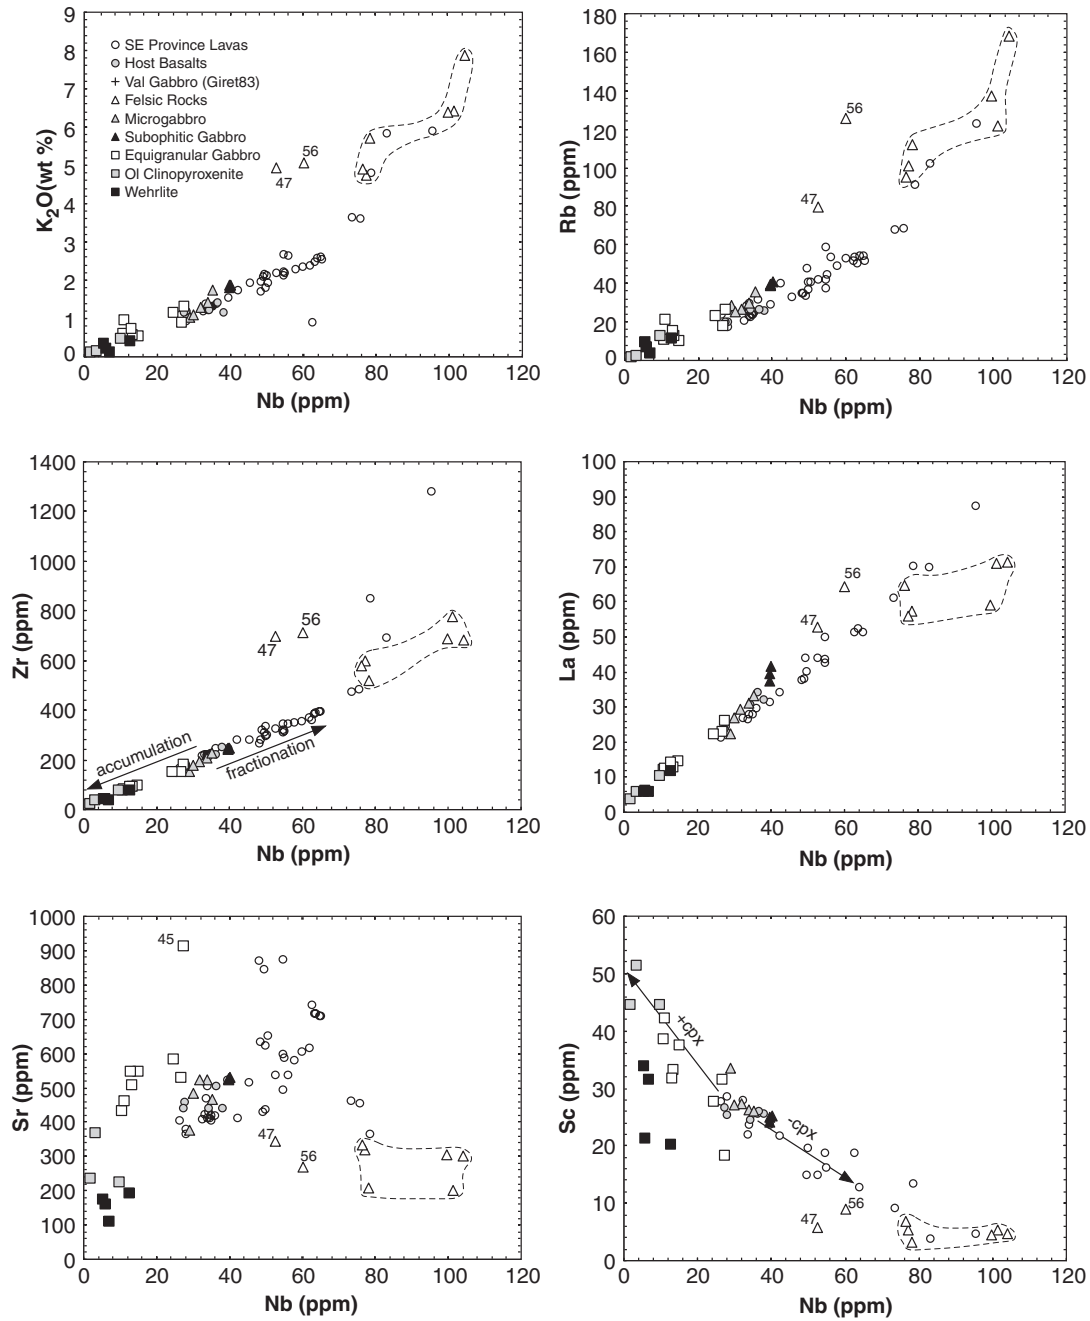 K2O(wt %)
9
8
7
6
5
4
3
2
1
0
SE Province Lavas
Host Basalts
Val Gabbro (Giret83)
Felsic Rocks
Microgabbro
Subophitic Gabbro
Equigranular Gabbro
Ol Clinopyroxenite
Wehrlite
56
47
0 20 40 60 80 100 120
Nb (ppm)
Rb (ppm)
180
160
140
120
100
80
60
40
20
0
56
47
0 20 40 60 80 100 120
Nb (ppm)
Zr (ppm)
1400
1200
1000
800
600
400
200
0
56
47
accumulation
fractionation
0 20 40 60 80 100 120
Nb (ppm)
La (ppm)
100
90
80
70
60
50
40
30
20
10
0
56
47
0 20 40 60 80 100 120
Nb (ppm)
Sr (ppm)
1000
900
800
700
600
500
400
300
200
100
0
45
47
56
0 20 40 60 80 100 120
Nb (ppm)
Sc (ppm)
60
50
40
30
20
10
0
+cpx
-cpx
56
47
0 20 40 60 80 100 120
Nb (ppm)